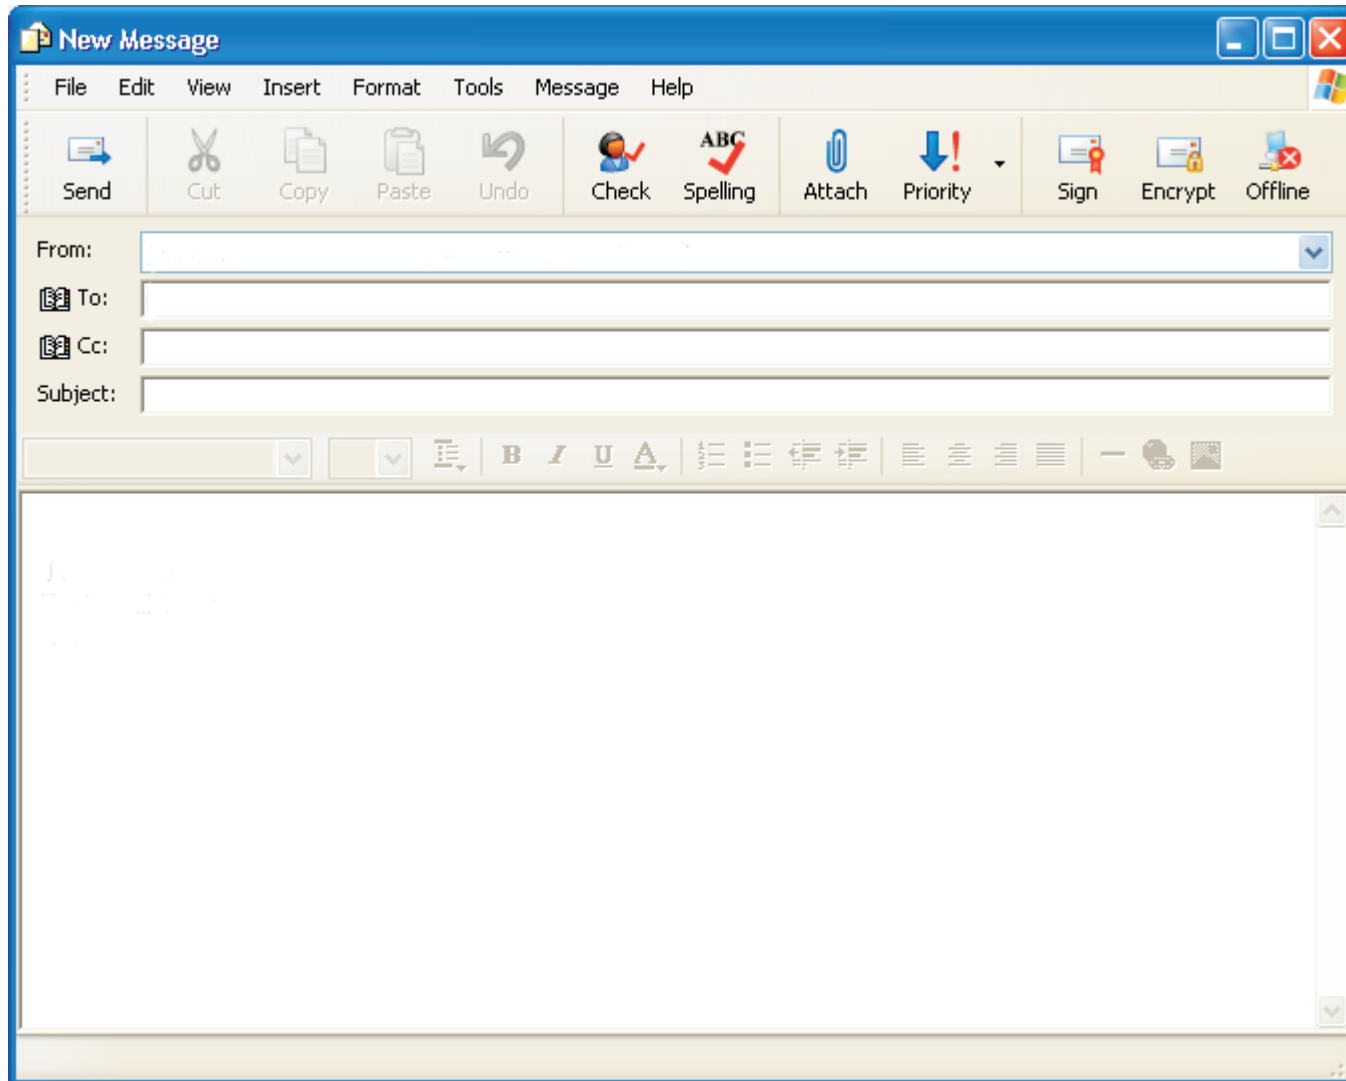 New Message
File Edit View Insert Format Tools Message Help
ABC
Send Cut Copy Paste Undo Check Spelling Attach Priority Sign Encrypt Offline
From:
To:
Cc:
Subject:
B I U A